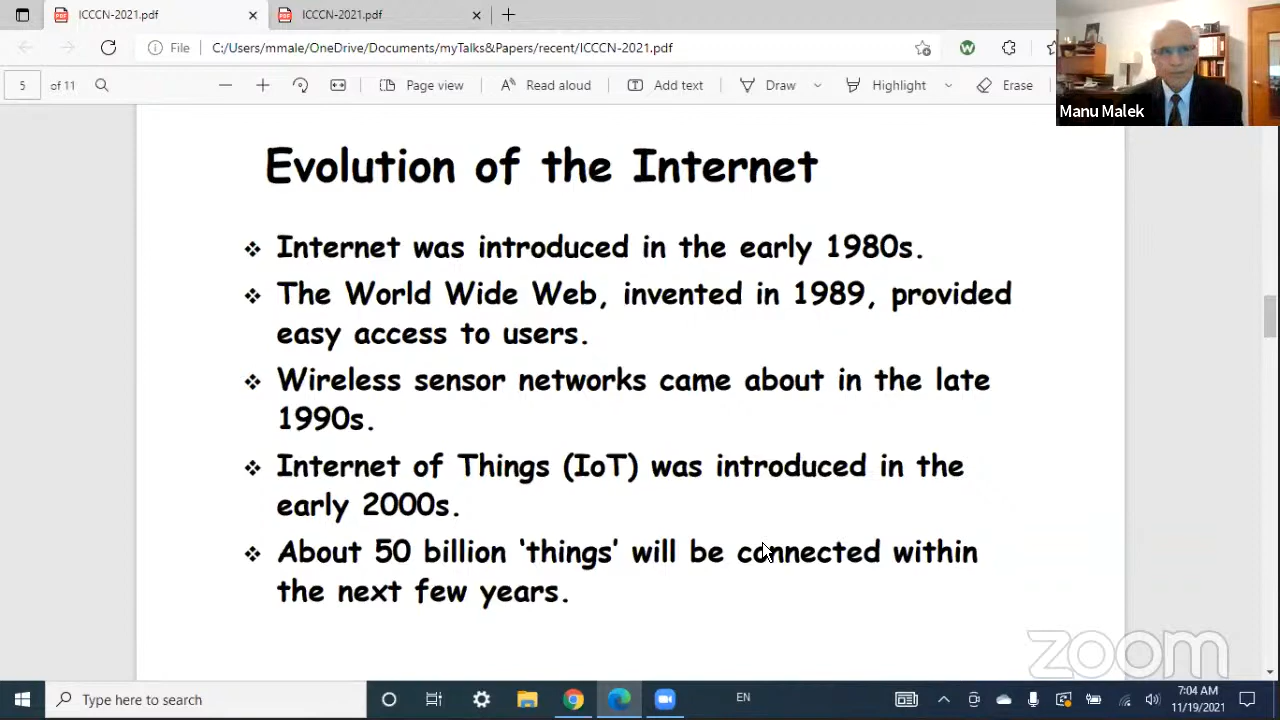 ICCCN-2021.pdf
ICCCN-2021.pdf
File C:/Users/mmale/OneDrive/Documents/myTalks&Papers/recent/ICCCN-2021.pdf
5 of 11 Page view Read aloud Add text Draw Highlight Erase
Manu Malek
Evolution of the Internet
❖ Internet was introduced in the early 1980s.
❖ The World Wide Web, invented in 1989, provided
easy access to users.
❖ Wireless sensor networks came about in the late
1990s.
❖ Internet of Things (IoT) was introduced in the
early 2000s.
❖ About 50 billion ‘things’ will be connected within
the next few years.
zoom
Type here to search
EN
7:04 AM
11/19/2021